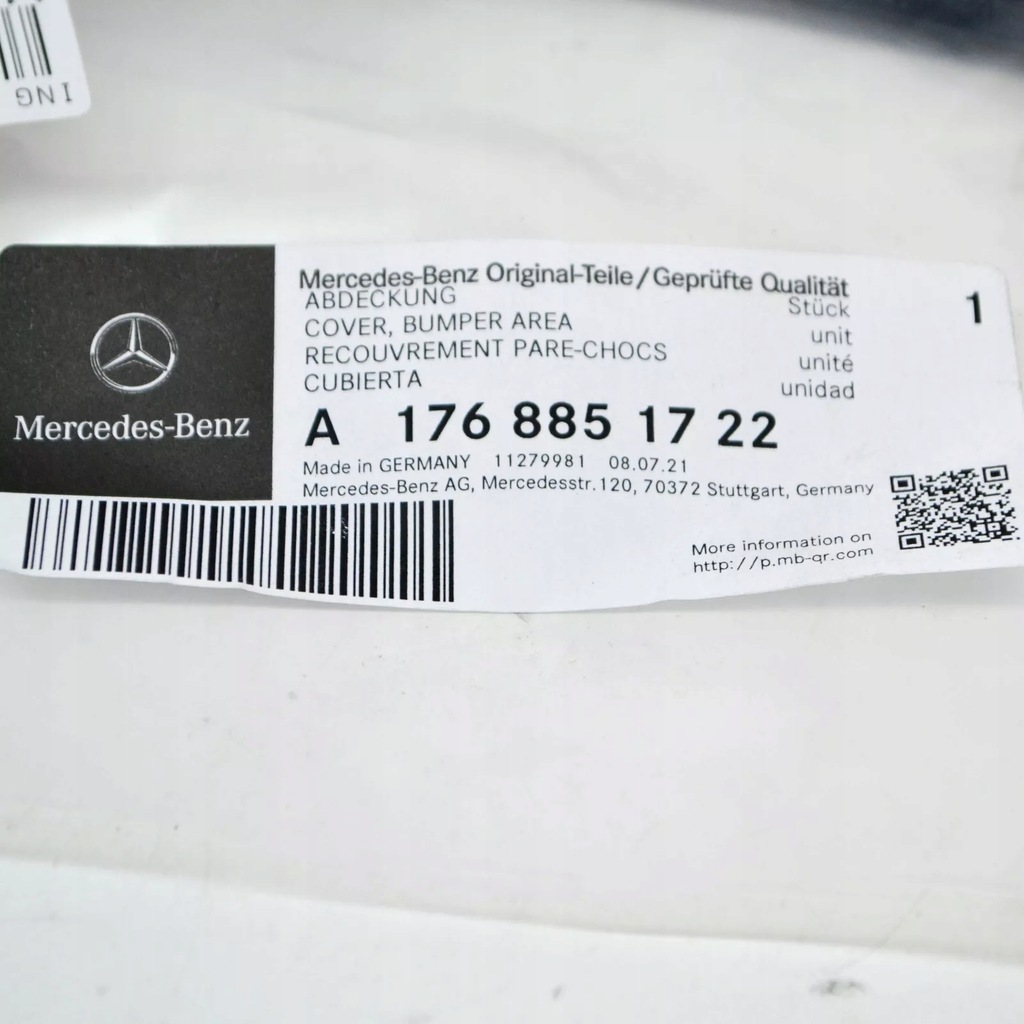 ING
Mercedes-Benz
Mercedes-Benz Original-Teile/Geprüfte Qualität
ABDECKUNG Stück 1
COVER, BUMPER AREA unit
RECOUVREMENT PARE-CHOCS unité
CUBIERTA unidad
A 176 885 17 22
Made in GERMANY 11279981 08.07.21
Mercedes-Benz AG, Mercedesstr.120, 70372 Stuttgart, Germany
More information on
http://p.mb-qr.com